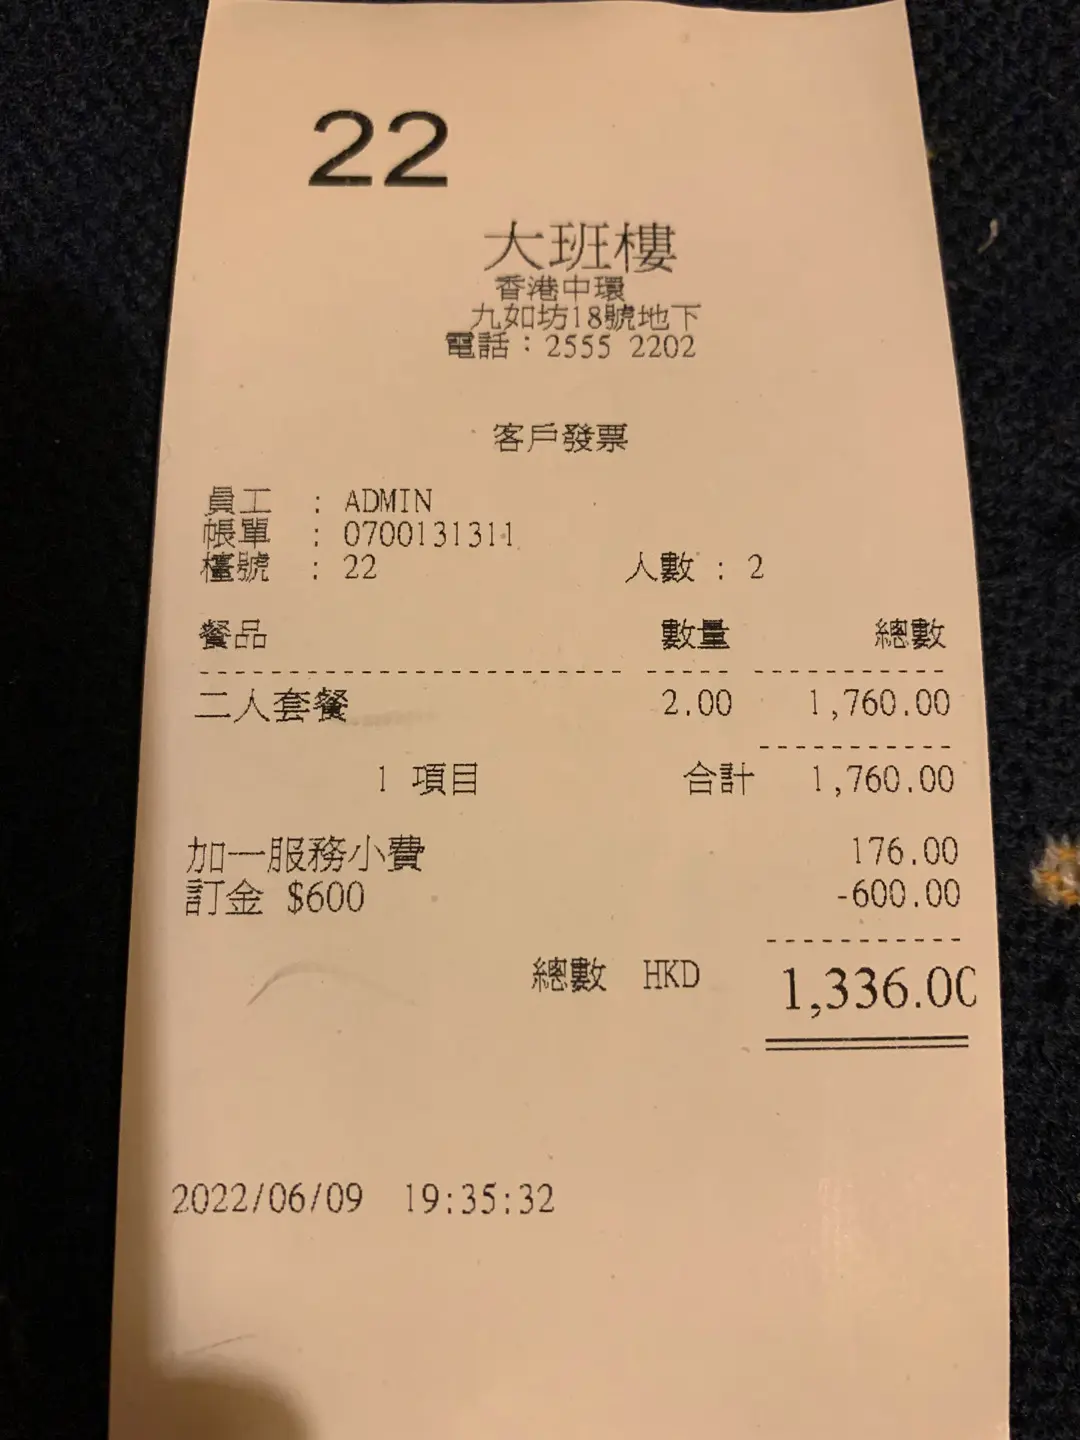 22
大班樓
香港中環
九如坊18號地下
電話：2555 2202
客戶發票
員工 : ADMIN
帳單 : 0700131311
檯號 : 22 人數 : 2
餐品 數量 總數
二人套餐 2.00 1,760.00
1 項目 合計 1,760.00
加一服務小費 176.00
訂金 $600 -600.00
總數 HKD 1,336.00
2022/06/09 19:35:32